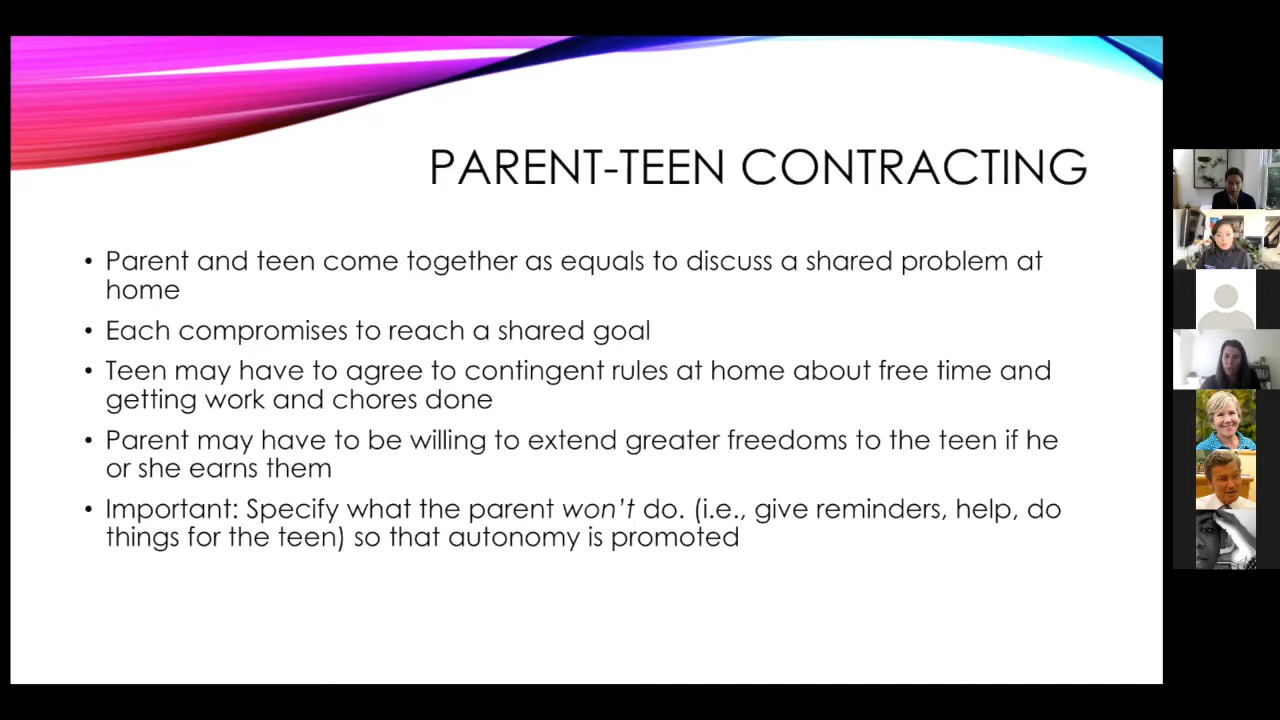 PARENT-TEEN CONTRACTING
• Parent and teen come together as equals to discuss a shared problem at
home
• Each compromises to reach a shared goal
• Teen may have to agree to contingent rules at home about free time and
getting work and chores done
• Parent may have to be willing to extend greater freedoms to the teen if he
or she earns them
• Important: Specify what the parent won't do. (i.e., give reminders, help, do
things for the teen) so that autonomy is promoted